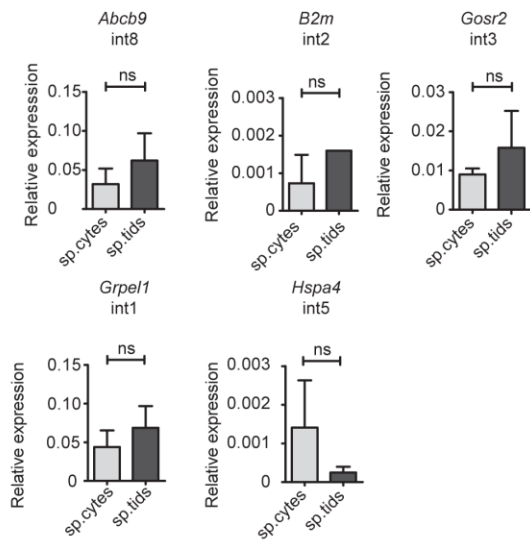 Abcb9
int8
Relative expresssion
0.15
0.10
0.05
0
ns
sp.cytes
sp.tids
B2m
int2
Relative expression
0.003
0.002
0.001
0
ns
sp.cytes
sp.tids
Gosr2
int3
Relative expression
0.03
0.02
0.01
0
ns
sp.cytes
sp.tids
Grpel1
int1
Relative expression
0.15
0.10
0.05
0
ns
sp.cytes
sp.tids
Hspa4
int5
Relative expression
0.003
0.002
0.001
0
ns
sp.cytes
sp.tids